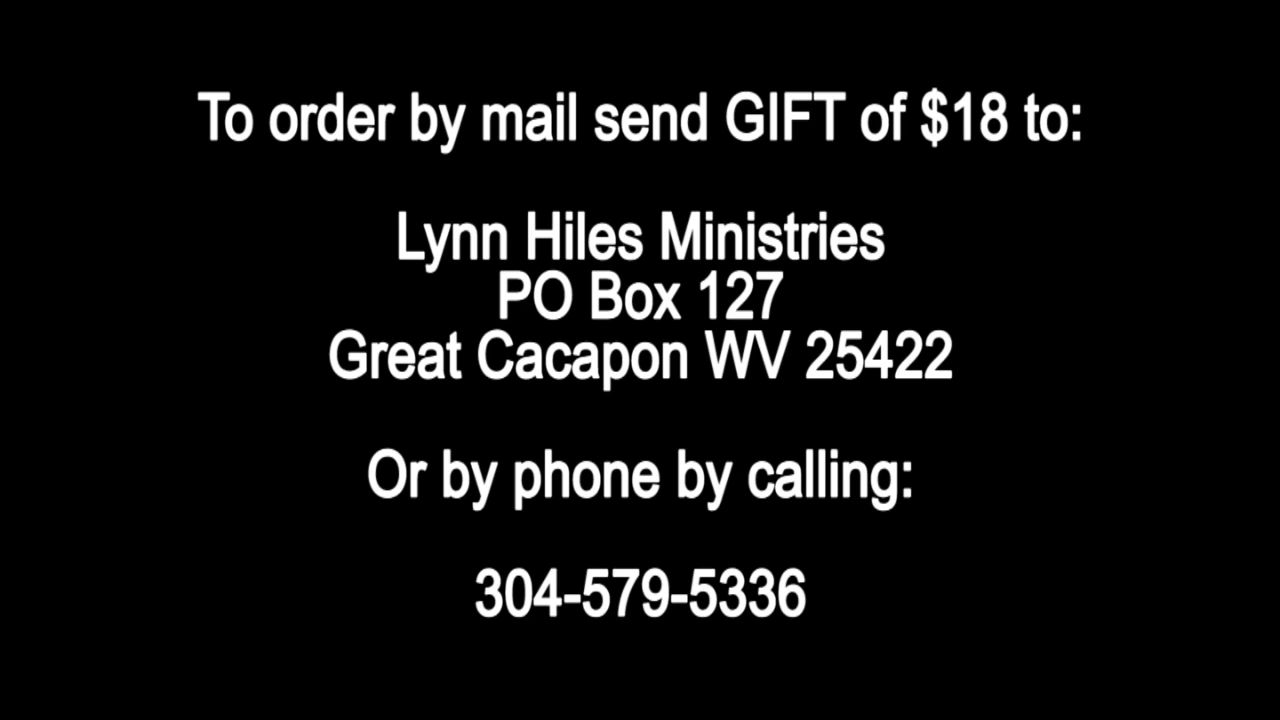 To order by mail send GIFT of $18 to:
Lynn Hiles Ministries
PO Box 127
Great Cacapon WV 25422
Or by phone by calling:
304-579-5336